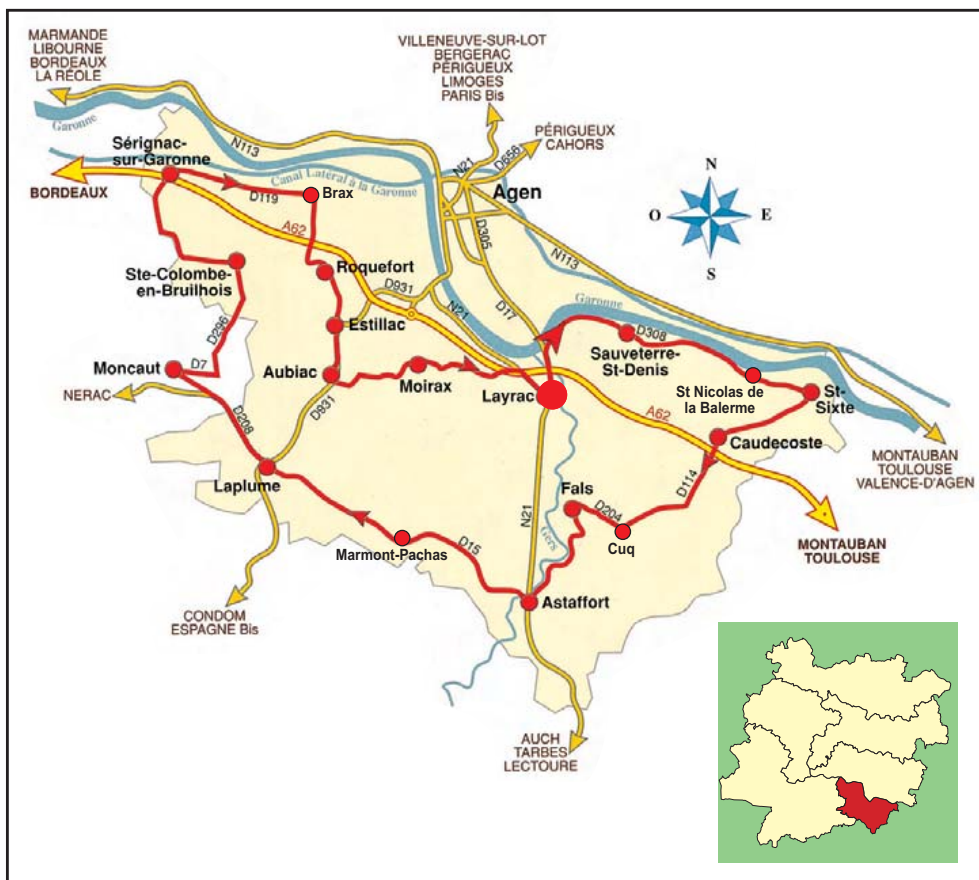 MARMANDE
LIBOURNE
BORDEAUX
LA RÉOLE
VILLENEUVE-SUR-LOT
BERGERAC
PÉRIGUEUX
LIMOGES
PARIS Bis
PÉRIGUEUX
CAHORS
Garonne
N113
N21
D656
Sérignac-
sur-Garonne
Canal Latéral à la Garonne
BORDEAUX
Agen
D119
Brax
A62
D305
N
O
E
S
Ste-Colombe-
en-Bruilhois
Roquefort
D931
N113
Estillac
N21
D17
Garonne
D308
D296
Sauveterre-
St-Denis
Moncaut
D7
Aubiac
Moirax
Layrac
St Nicolas de
la Balerme
St-
Sixte
NERAC
D208
D931
A62
Caudecoste
MONTAUBAN
TOULOUSE
VALENCE-D'AGEN
Laplume
N21
Fals
D204
D114
Gers
Cuq
Marmont-Pachas
D15
MONTAUBAN
TOULOUSE
Astaffort
CONDOM
ESPAGNE Bis
AUCH
TARBES
LECTOURE